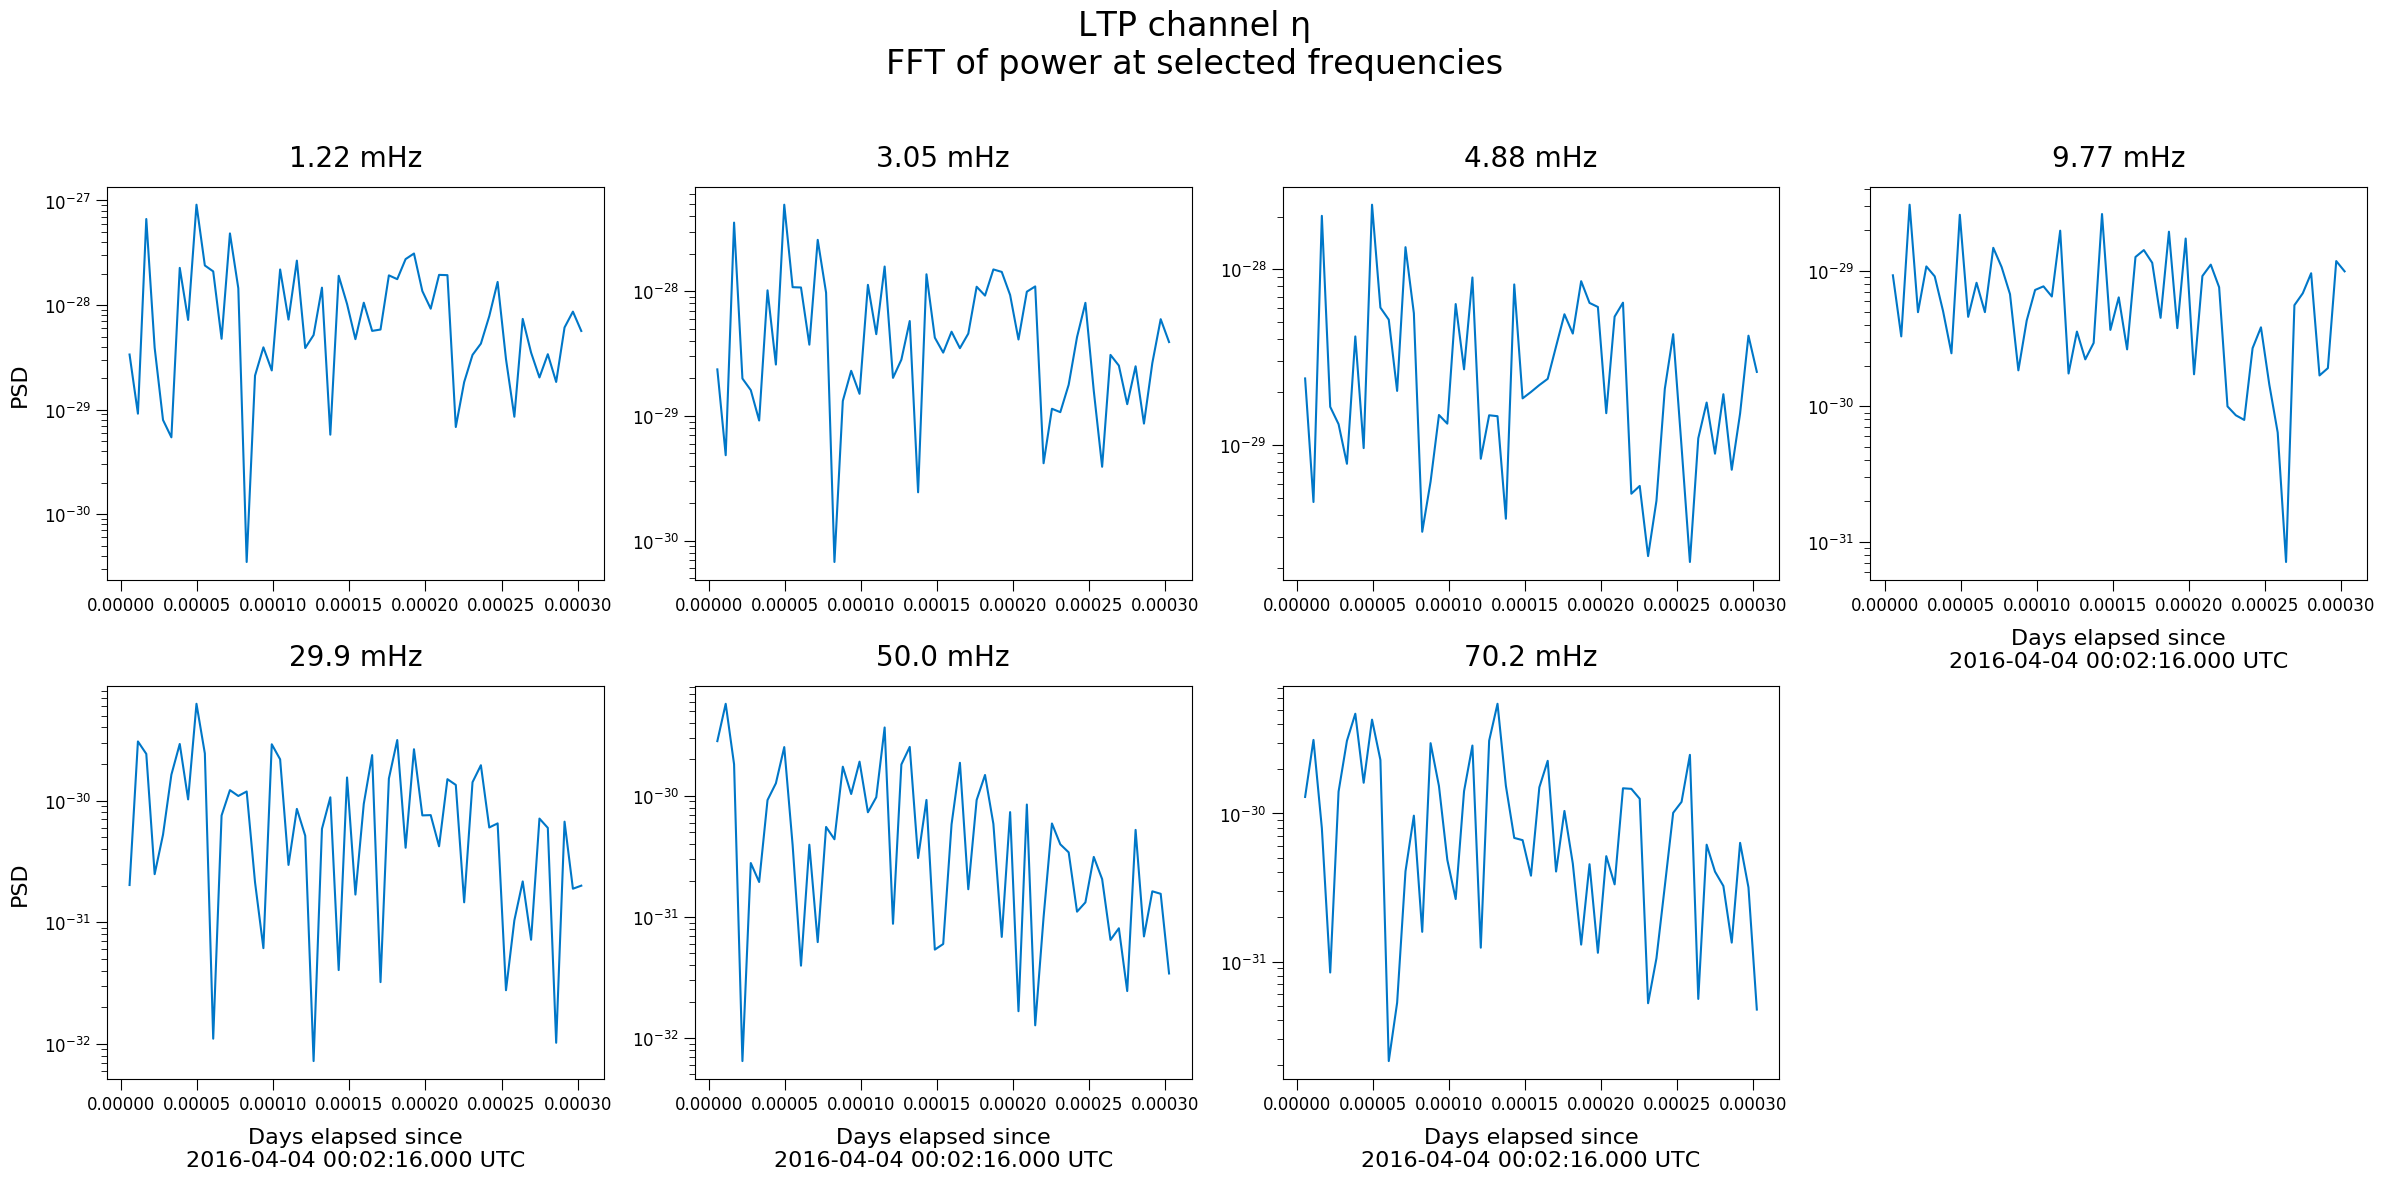 LTP channel η
FFT of power at selected frequencies
1.22 mHz
PSD
10⁻²⁷
10⁻²⁸
10⁻²⁹
10⁻³⁰
0.00000 0.00005 0.00010 0.00015 0.00020 0.00025 0.00030
3.05 mHz
10⁻²⁸
10⁻²⁹
10⁻³⁰
0.00000 0.00005 0.00010 0.00015 0.00020 0.00025 0.00030
4.88 mHz
10⁻²⁸
10⁻²⁹
0.00000 0.00005 0.00010 0.00015 0.00020 0.00025 0.00030
9.77 mHz
10⁻²⁹
10⁻³⁰
10⁻³¹
0.00000 0.00005 0.00010 0.00015 0.00020 0.00025 0.00030
Days elapsed since
2016-04-04 00:02:16.000 UTC
29.9 mHz
PSD
10⁻³⁰
10⁻³¹
10⁻³²
0.00000 0.00005 0.00010 0.00015 0.00020 0.00025 0.00030
Days elapsed since
2016-04-04 00:02:16.000 UTC
50.0 mHz
10⁻³⁰
10⁻³¹
10⁻³²
0.00000 0.00005 0.00010 0.00015 0.00020 0.00025 0.00030
Days elapsed since
2016-04-04 00:02:16.000 UTC
70.2 mHz
10⁻³⁰
10⁻³¹
0.00000 0.00005 0.00010 0.00015 0.00020 0.00025 0.00030
Days elapsed since
2016-04-04 00:02:16.000 UTC